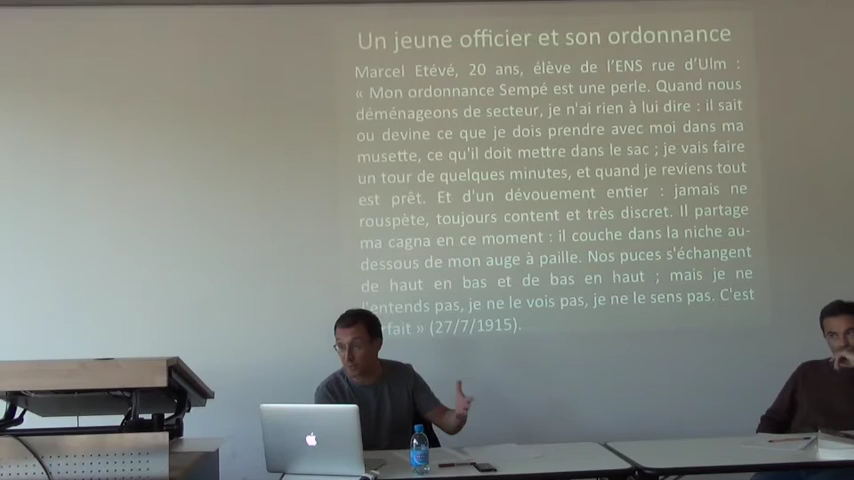 Un jeune officier et son ordonnance
Marcel Etévé, 20 ans, élève de l'ENS rue d'Ulm :
« Mon ordonnance Sempé est une perle. Quand nous
déménageons de secteur, je n'ai rien à lui dire : il sait
ou devine ce que je dois prendre avec moi dans ma
musette, ce qu'il doit mettre dans le sac ; je vais faire
un tour de quelques minutes, et quand je reviens tout
est prêt. Et d'un dévouement entier : jamais ne
rouspète, toujours content et très discret. Il partage
ma cagna en ce moment : il couche dans la niche au-
dessous de mon auge à paille. Nos puces s'échangent
de haut en bas et de bas en haut ; mais je ne
l'entends pas, je ne le vois pas, je ne le sens pas. C'est
rfait » (27/7/1915).